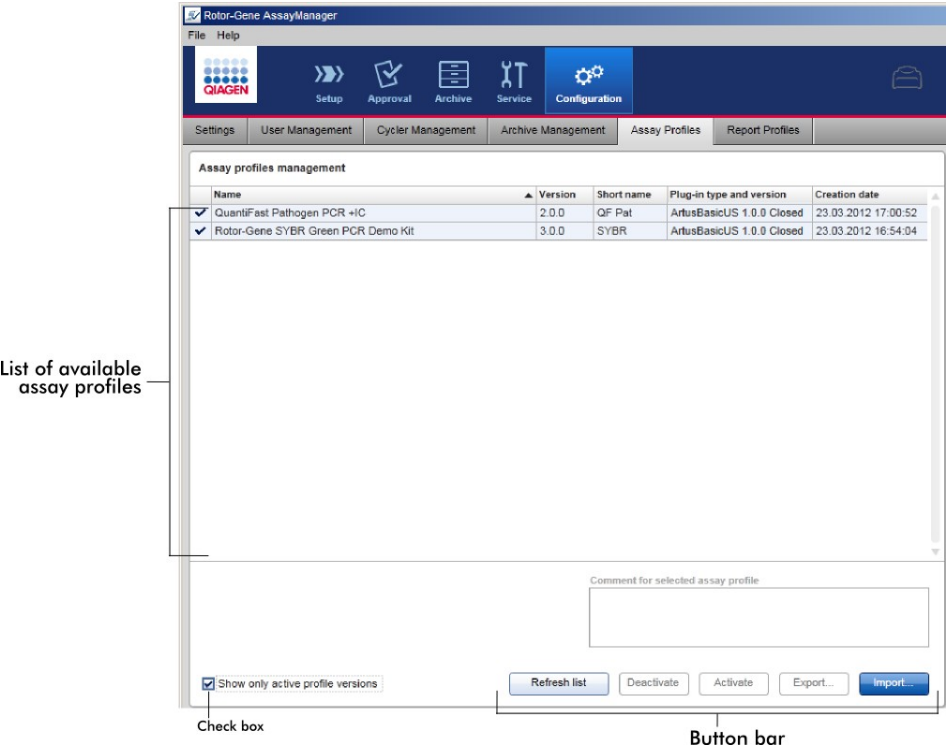 Rotor-Gene AssayManager
File Help
QIAGEN
Setup Approval Archive Service Configuration
Settings User Management Cycler Management Archive Management Assay Profiles Report Profiles
Assay profiles management
Name Version Short name Plug-in type and version Creation date
QuantiFast Pathogen PCR +IC 2.0.0 QF Pat ArtusBasicUS 1.0.0 Closed 23.03.2012 17:00:52
Rotor-Gene SYBR Green PCR Demo Kit 3.0.0 SYBR ArtusBasicUS 1.0.0 Closed 23.03.2012 16:54:04
List of available
assay profiles
Comment for selected assay profile
Show only active profile versions
Refresh list Deactivate Activate Export... Import...
Check box
Button bar